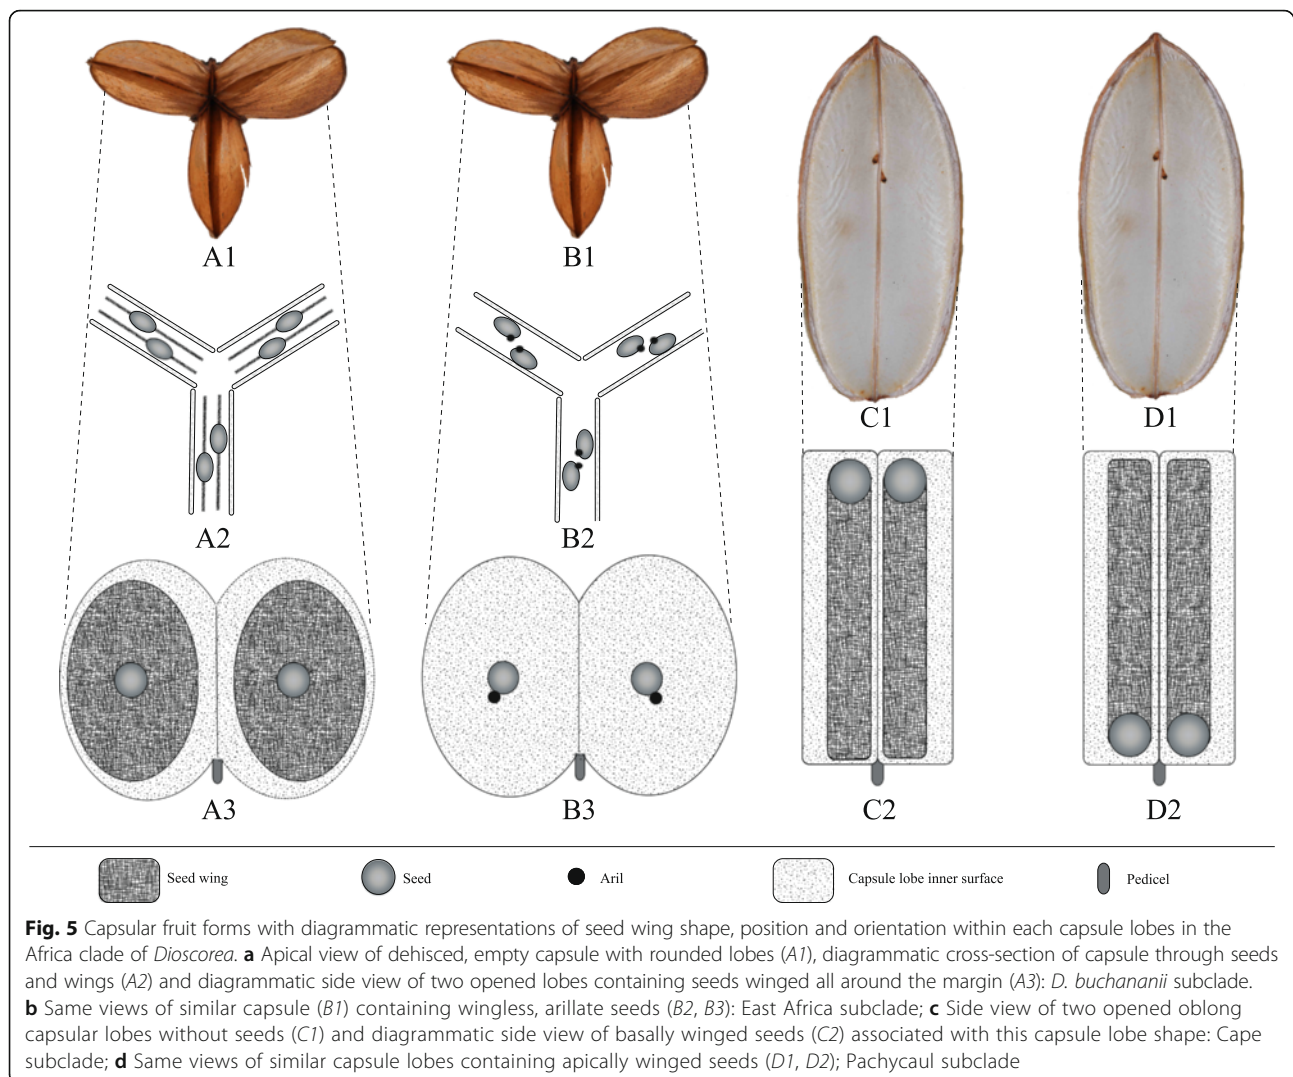 A1
B1
C1
D1
A2
B2
A3
B3
C2
D2
Seed wing
Seed
Aril
Capsule lobe inner surface
Pedicel
Fig. 5 Capsular fruit forms with diagrammatic representations of seed wing shape, position and orientation within each capsule lobes in the
Africa clade of Dioscorea. a Apical view of dehisced, empty capsule with rounded lobes (A1), diagrammatic cross-section of capsule through seeds
and wings (A2) and diagrammatic side view of two opened lobes containing seeds winged all around the margin (A3): D. buchananii subclade.
b Same views of similar capsule (B1) containing wingless, arillate seeds (B2, B3): East Africa subclade; c Side view of two opened oblong
capsular lobes without seeds (C1) and diagrammatic side view of basally winged seeds (C2) associated with this capsule lobe shape: Cape
subclade; d Same views of similar capsule lobes containing apically winged seeds (D1, D2); Pachycaul subclade